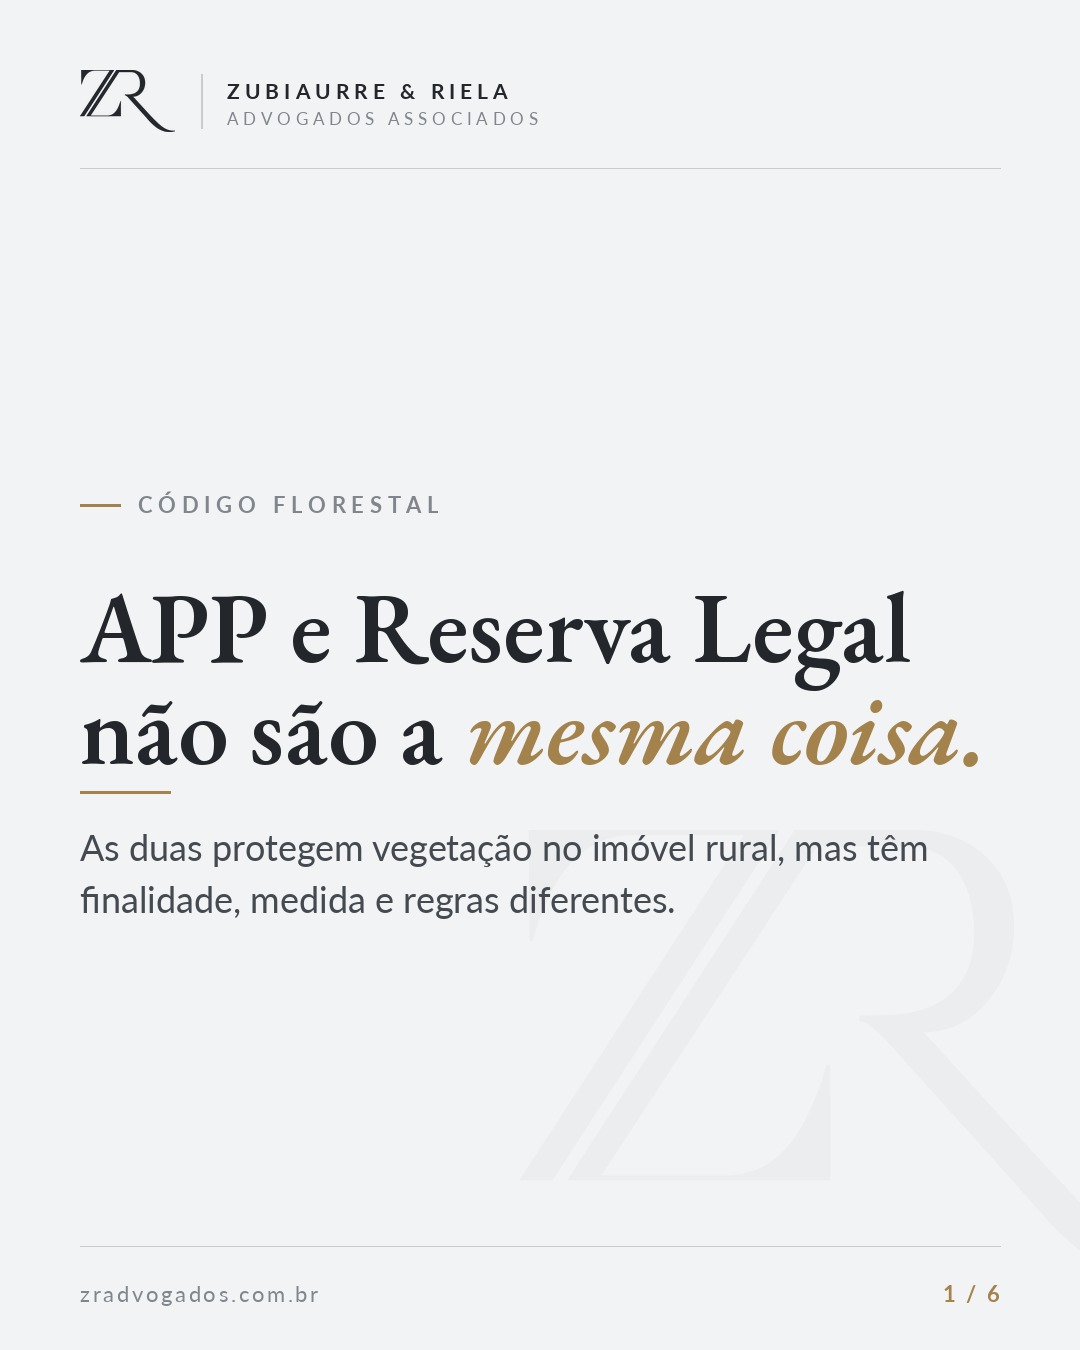 ZR
ZUBIAURRE & RIELA
ADVOGADOS ASSOCIADOS
CÓDIGO FLORESTAL
APP e Reserva Legal
não são a mesma coisa.
As duas protegem vegetação no imóvel rural, mas têm
finalidade, medida e regras diferentes.
ZR
zradvogados.com.br
1 / 6